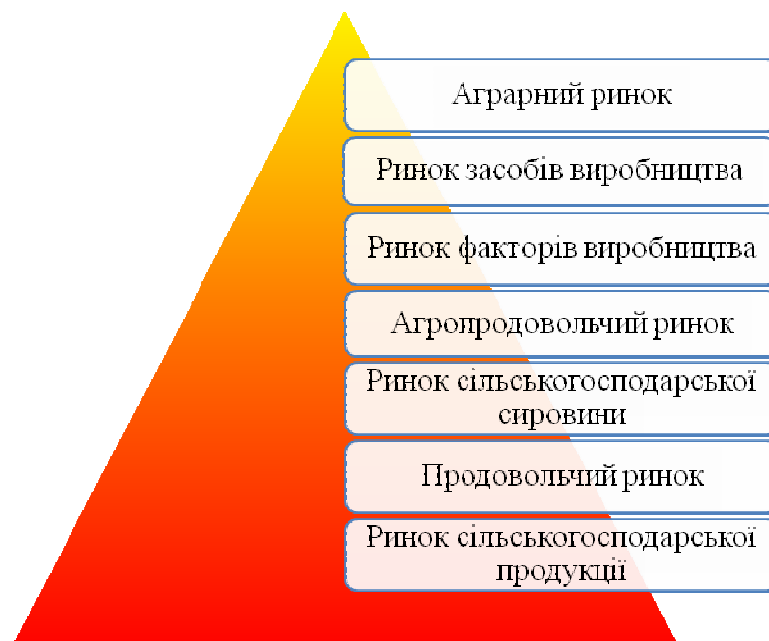 Аграрний ринок
Ринок засобів виробництва
Ринок факторів виробництва
Агропродовольчий ринок
Ринок сільськогосподарської
сировини
Продовольчий ринок
Ринок сільськогосподарської
продукції